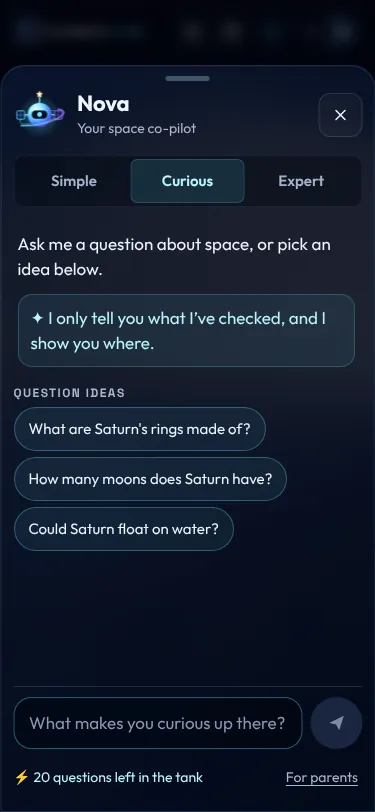 Nova
Your space co-pilot
Simple
Curious
Expert
Ask me a question about space, or pick an
idea below.
✦ I only tell you what I’ve checked, and I
show you where.
QUESTION IDEAS
What are Saturn's rings made of?
How many moons does Saturn have?
Could Saturn float on water?
What makes you curious up there?
⚡ 20 questions left in the tank
For parents